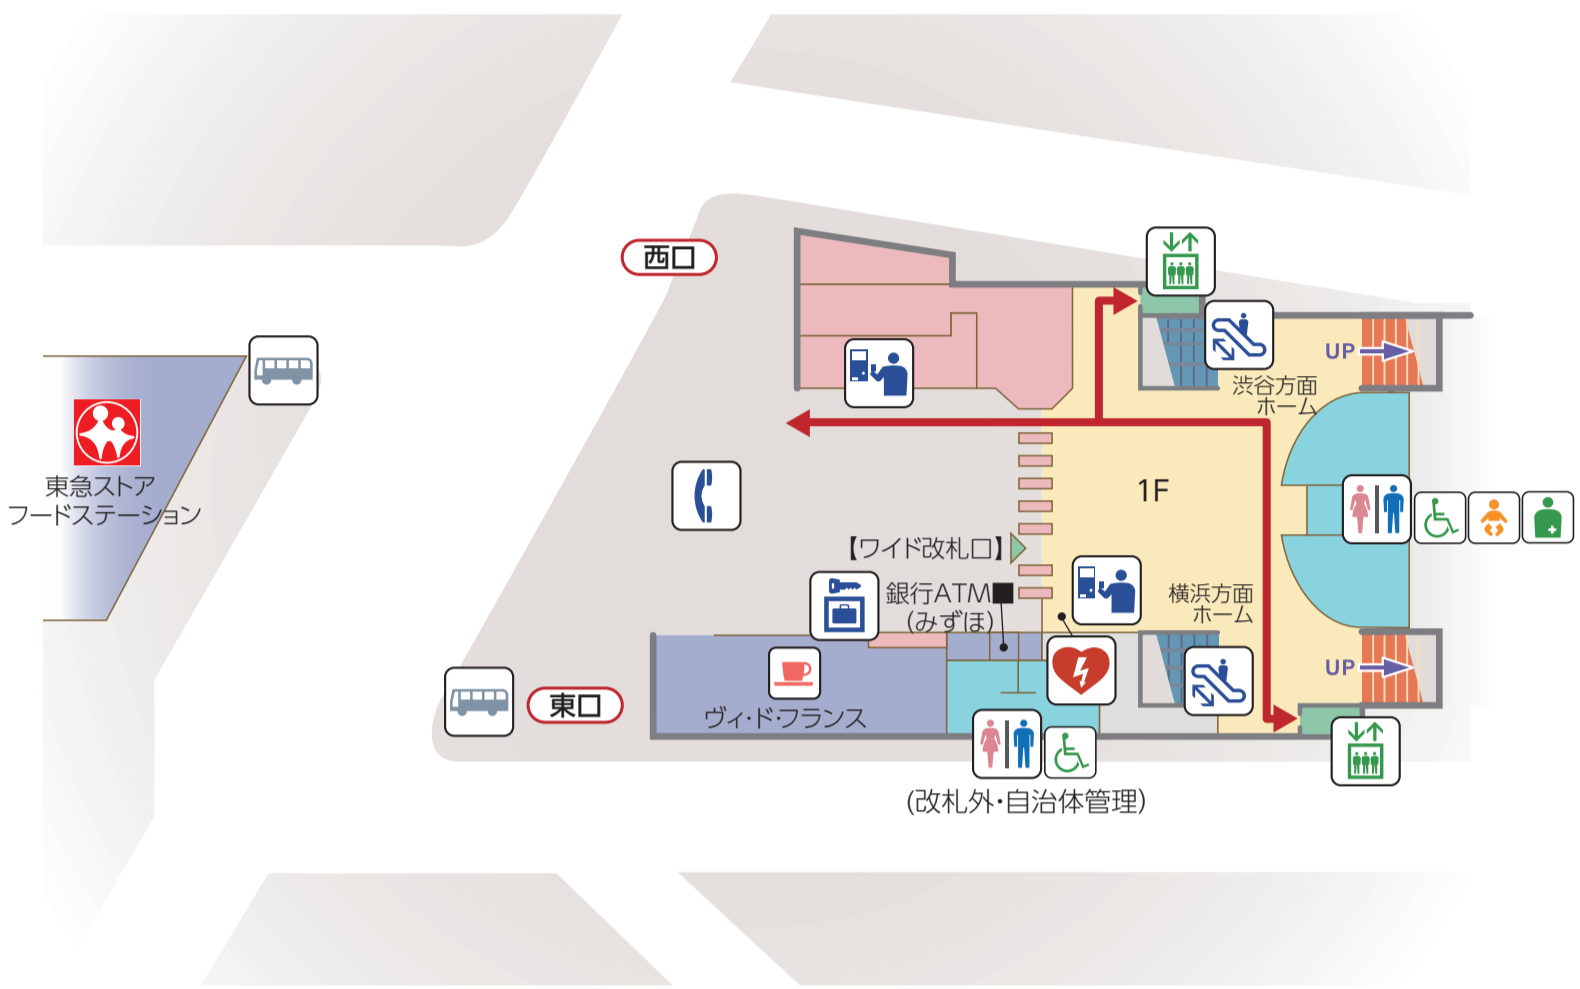 西口
UP
渋谷方面
ホーム
東急ストア
フードステーション
1F
【ワイド改札口】
銀行ATM
(みずほ)
横浜方面
ホーム
UP
東口
ヴィ・ド・フランス
(改札外・自治体管理)